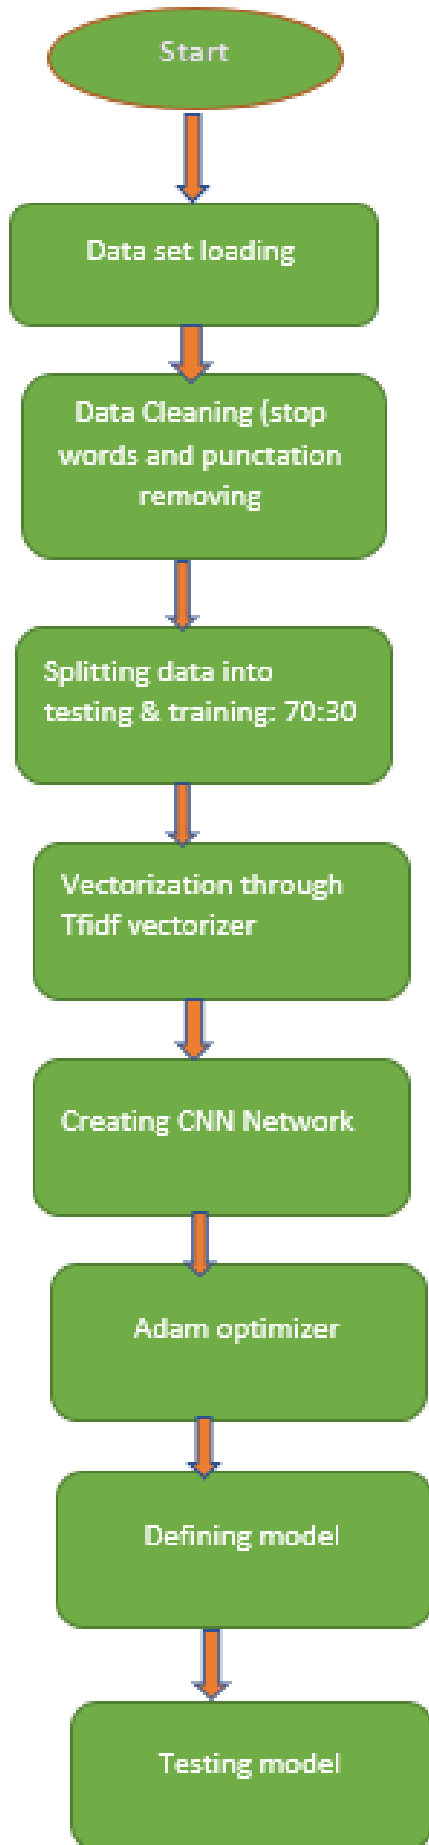 Start
Data set loading
Data Cleaning (stop
words and punctation
removing
Splitting data into
testing & training: 70:30
Vectorization through
Tfidf vectorizer
Creating CNN Network
Adam optimizer
Defining model
Testing model